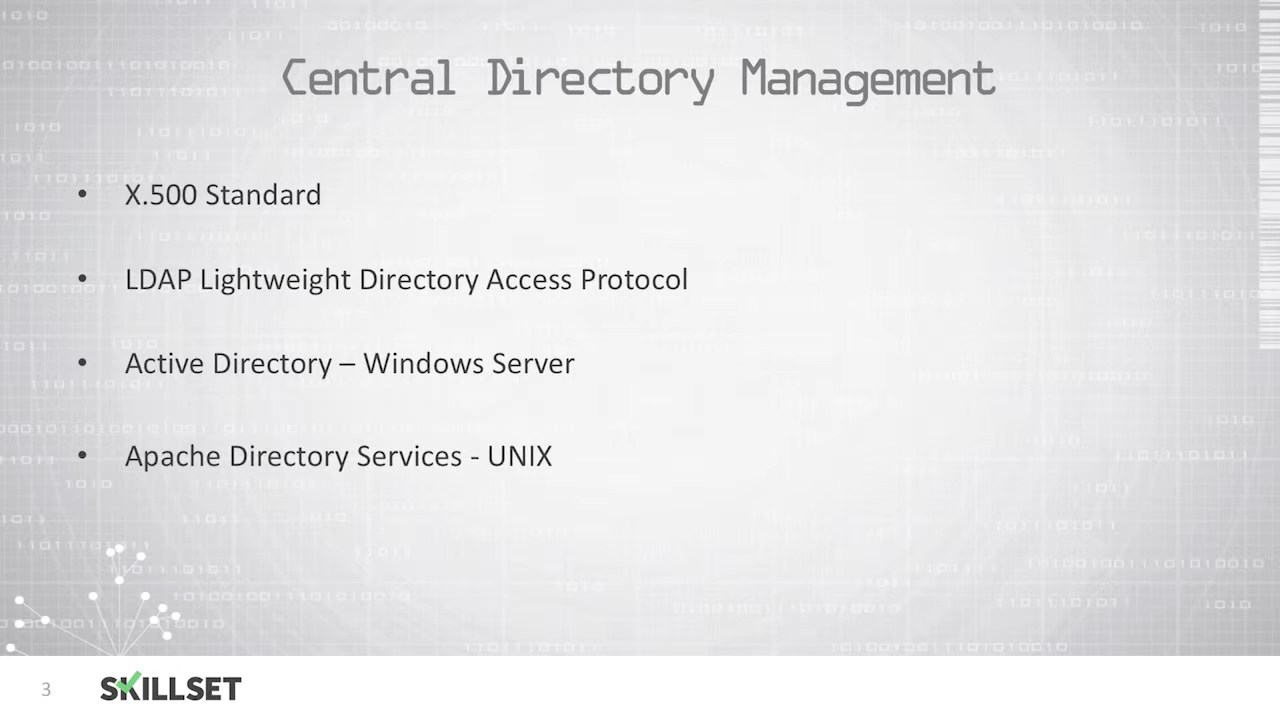 Central Directory Management
• X.500 Standard
• LDAP Lightweight Directory Access Protocol
• Active Directory – Windows Server
• Apache Directory Services - UNIX
3
SKILLSET